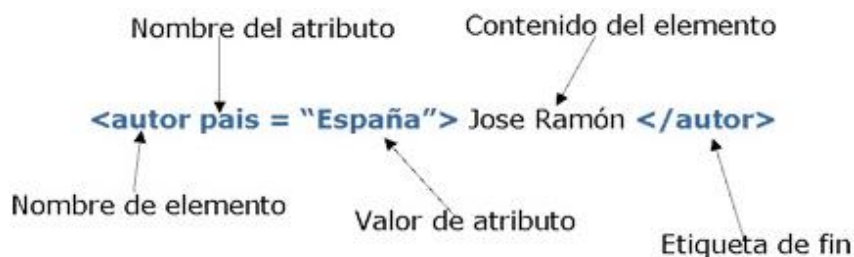 Nombre del atributo
Contenido del elemento
<autor pais = “España”> Jose Ramón </autor>
Nombre de elemento
Valor de atributo
Etiqueta de fin